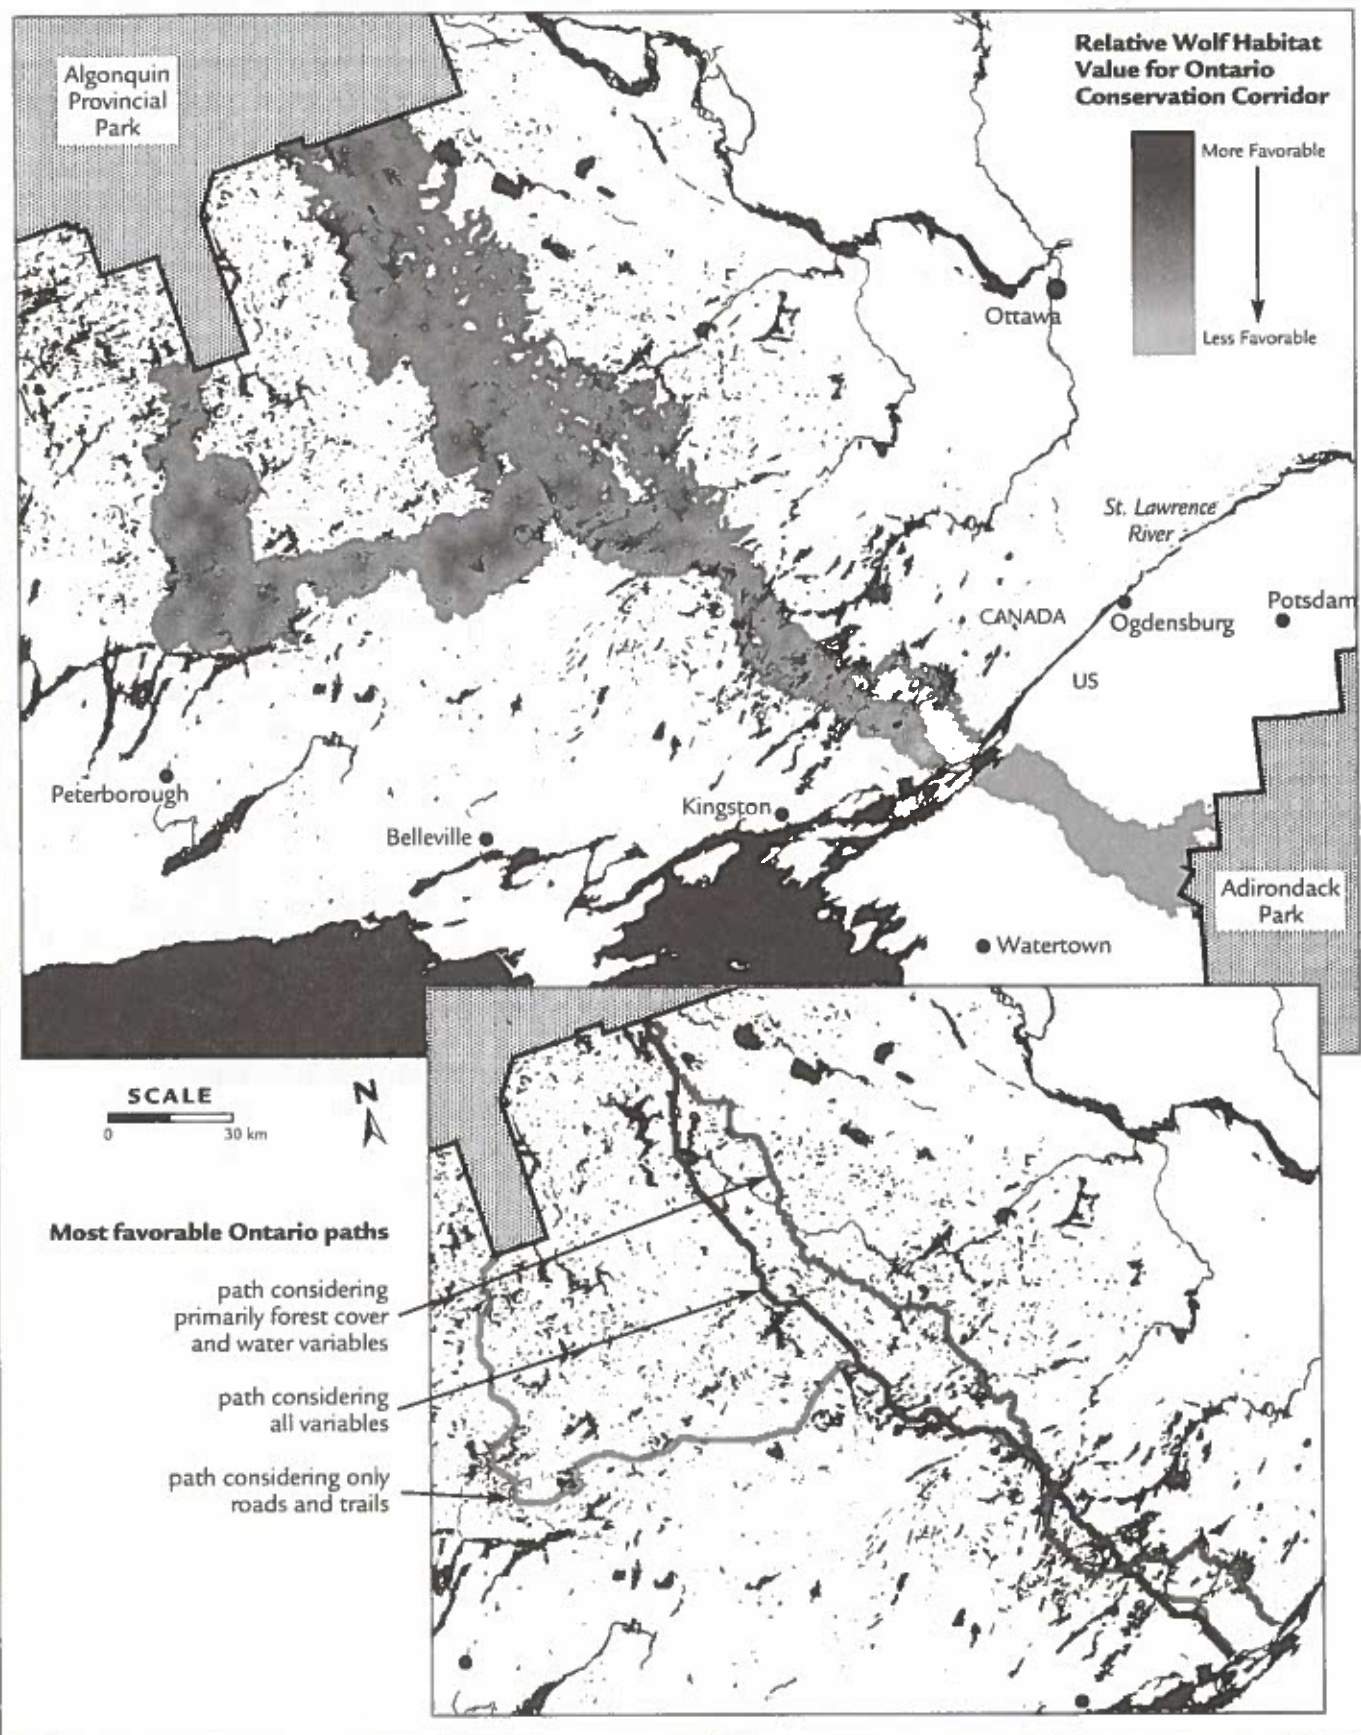 Algonquin
Provincial
Park
Relative Wolf Habitat
Value for Ontario
Conservation Corridor
More Favorable
Less Favorable
Ottawa
St. Lawrence
River
CANADA
Ogdensburg
Potsdam
US
Peterborough
Belleville
Kingston
Watertown
Adirondack
Park
SCALE
0 30 km
N
Most favorable Ontario paths
path considering
primarily forest cover
and water variables
path considering
all variables
path considering only
roads and trails